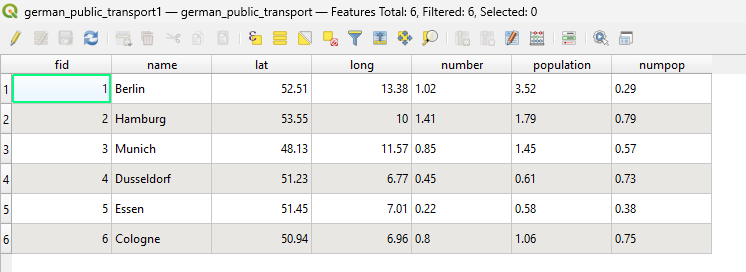 german_public_transport1 — german_public_transport — Features Total: 6, Filtered: 6, Selected: 0
fid name lat long number population numpop
1 1 Berlin 52.51 13.38 1.02 3.52 0.29
2 2 Hamburg 53.55 10 1.41 1.79 0.79
3 3 Munich 48.13 11.57 0.85 1.45 0.57
4 4 Dusseldorf 51.23 6.77 0.45 0.61 0.73
5 5 Essen 51.45 7.01 0.22 0.58 0.38
6 6 Cologne 50.94 6.96 0.8 1.06 0.75